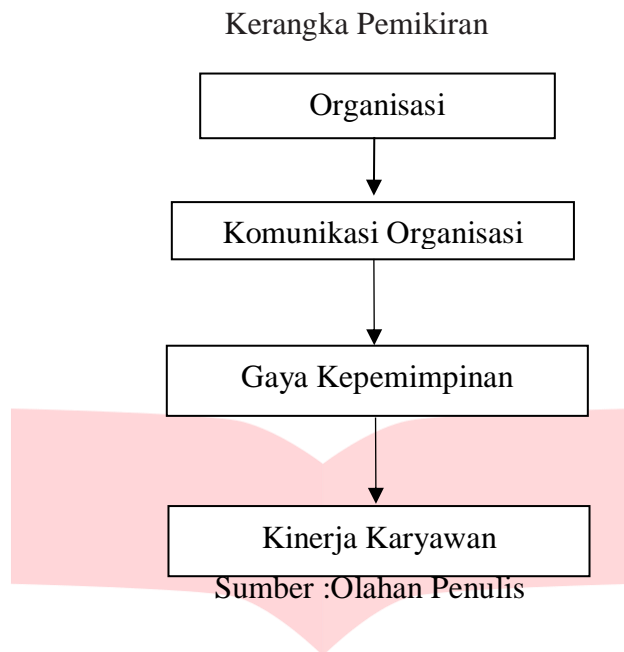 Kerangka Pemikiran
Organisasi
Komunikasi Organisasi
Gaya Kepemimpinan
Kinerja Karyawan
Sumber :Olahan Penulis